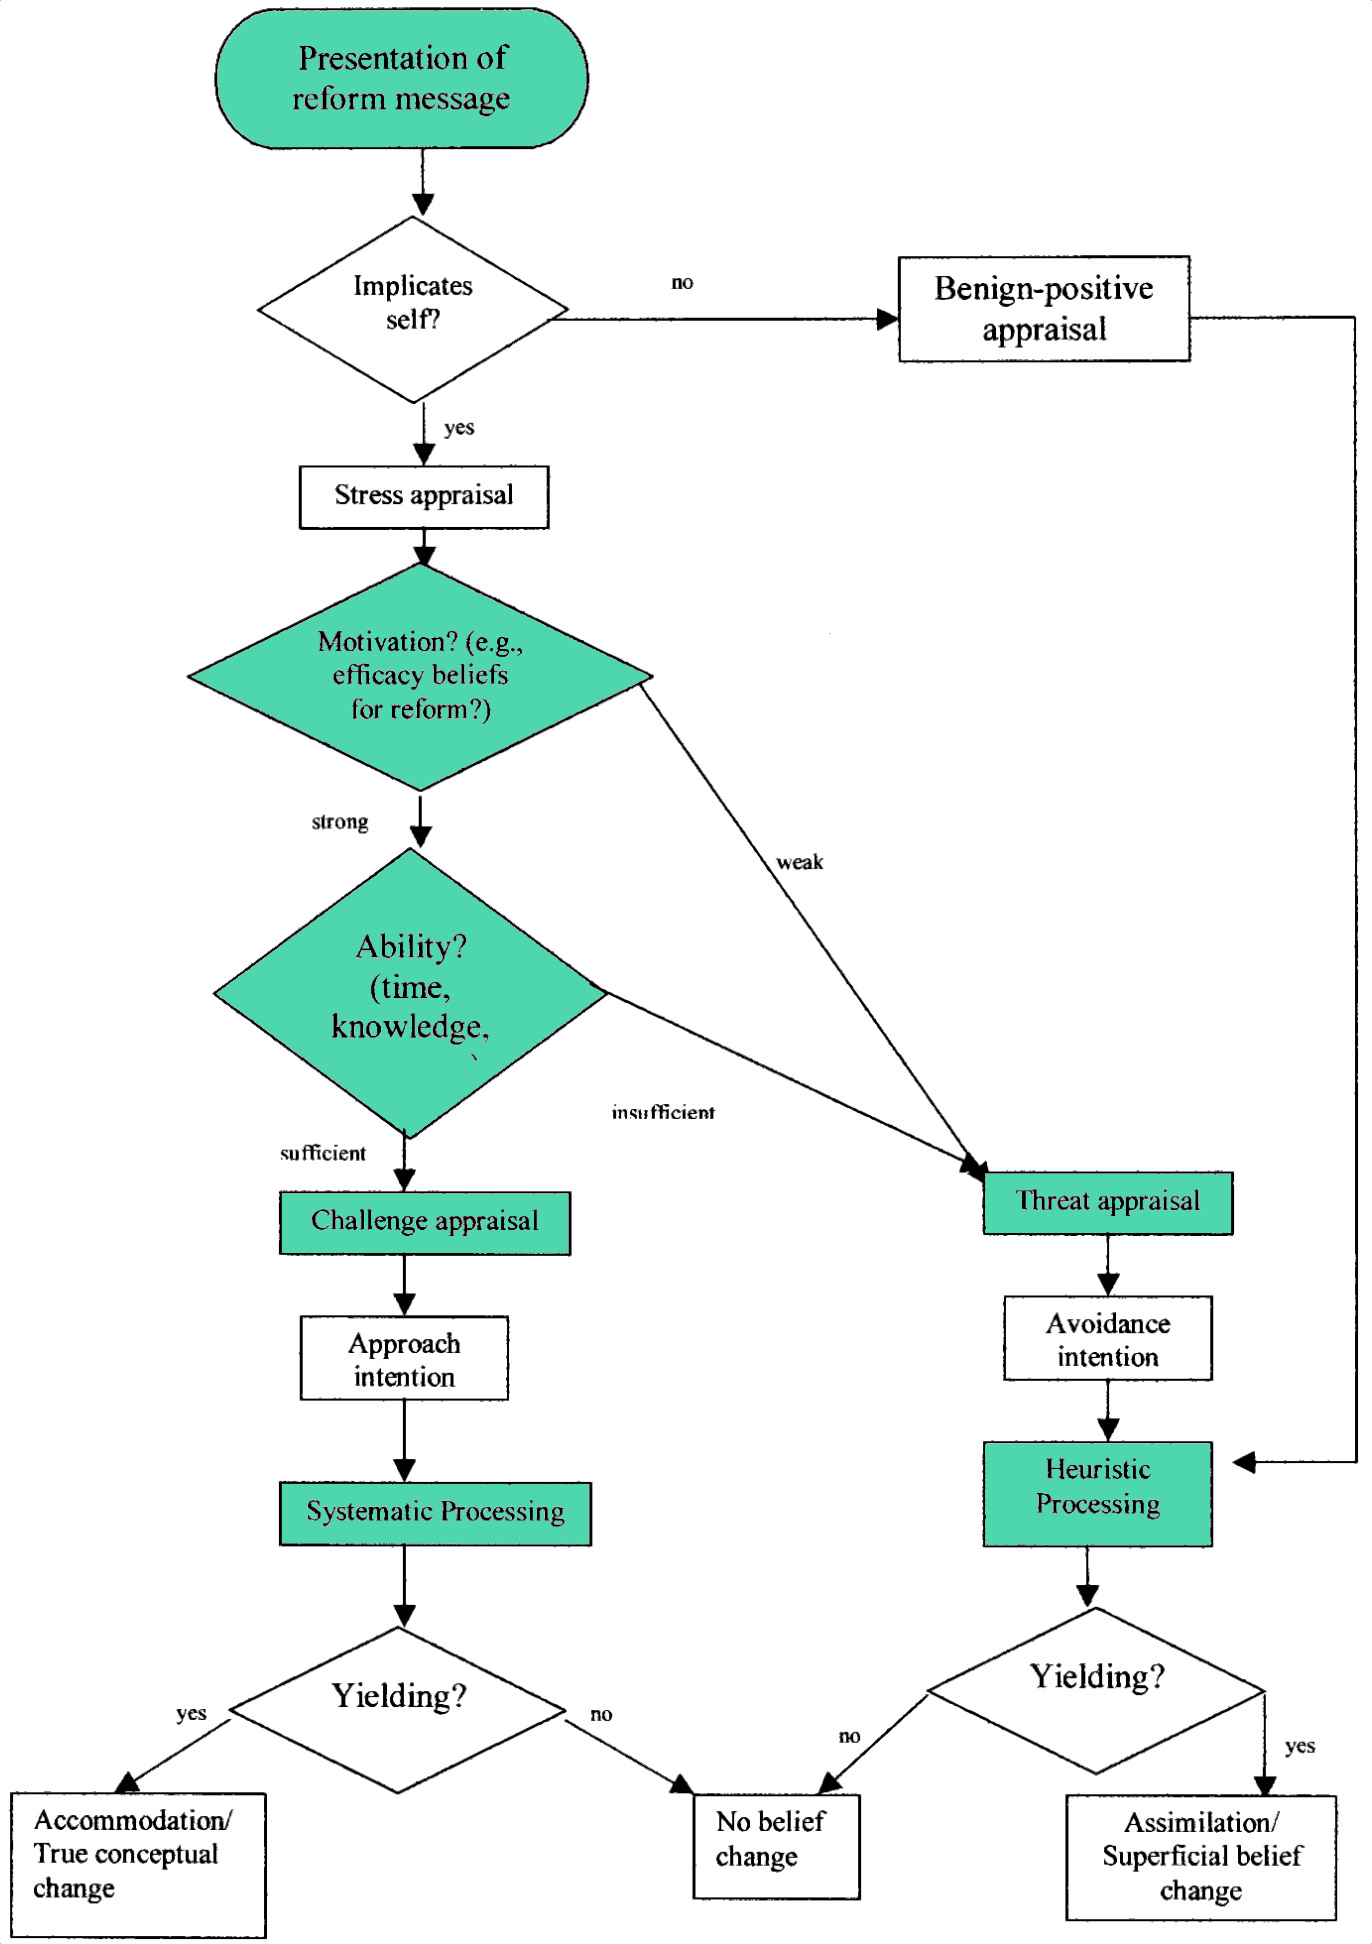 Presentation of
reform message
Implicates
self?
no
Benign-positive
appraisal
yes
Stress appraisal
Motivation? (e.g.,
efficacy beliefs
for reform?)
strong
weak
Ability?
(time,
knowledge,
insufficient
sufficient
Challenge appraisal
Threat appraisal
Approach
intention
Avoidance
intention
Systematic Processing
Heuristic
Processing
Yielding?
Yielding?
yes
no
no
yes
Accommodation/
True conceptual
change
No belief
change
Assimilation/
Superficial belief
change